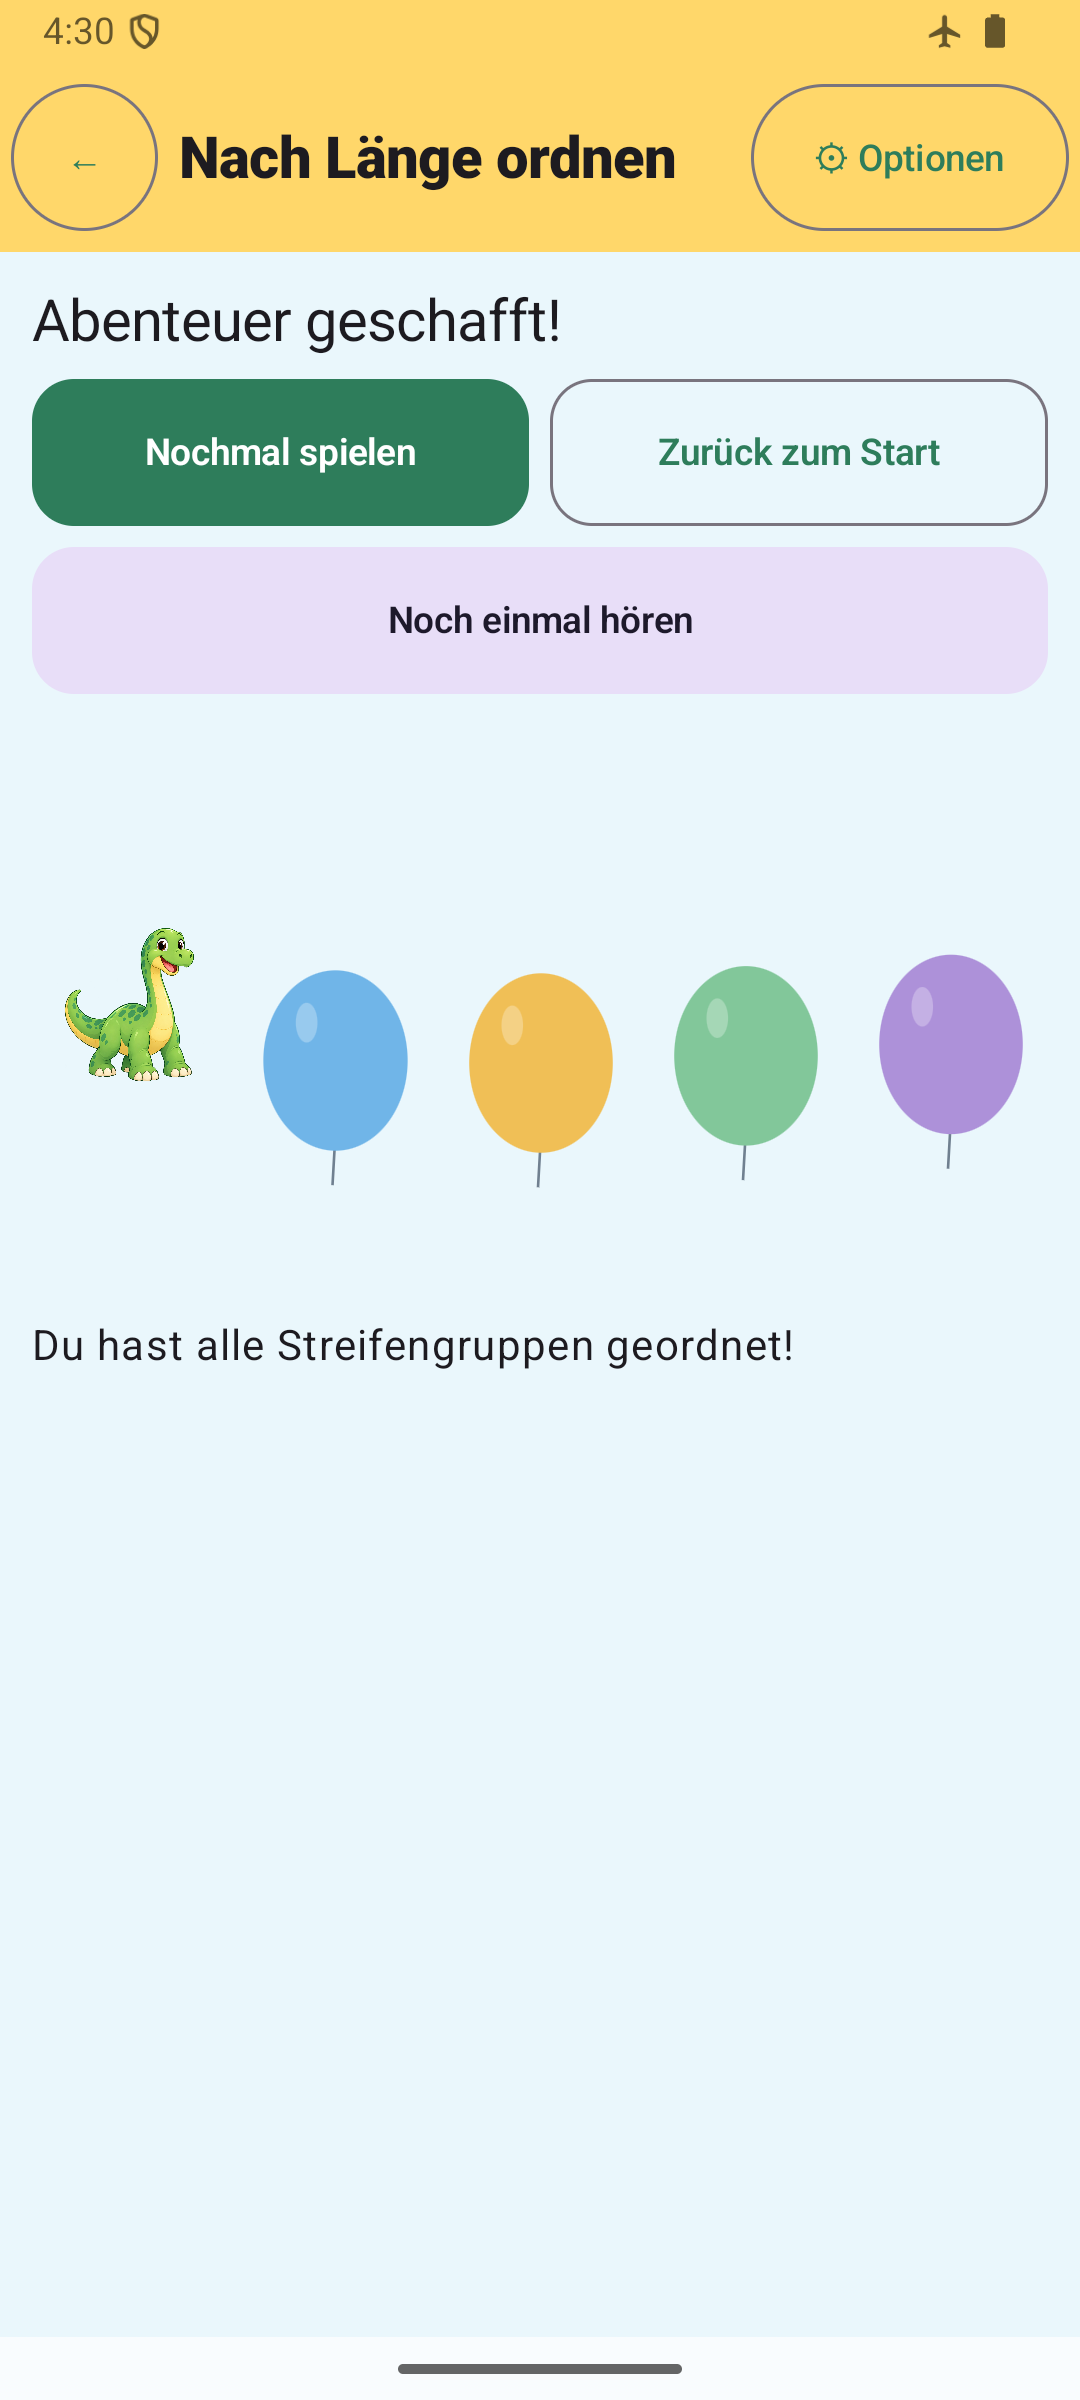 4:30
←
Nach Länge ordnen
Optionen
Abenteuer geschafft!
Nochmal spielen
Zurück zum Start
Noch einmal hören
Du hast alle Streifengruppen geordnet!